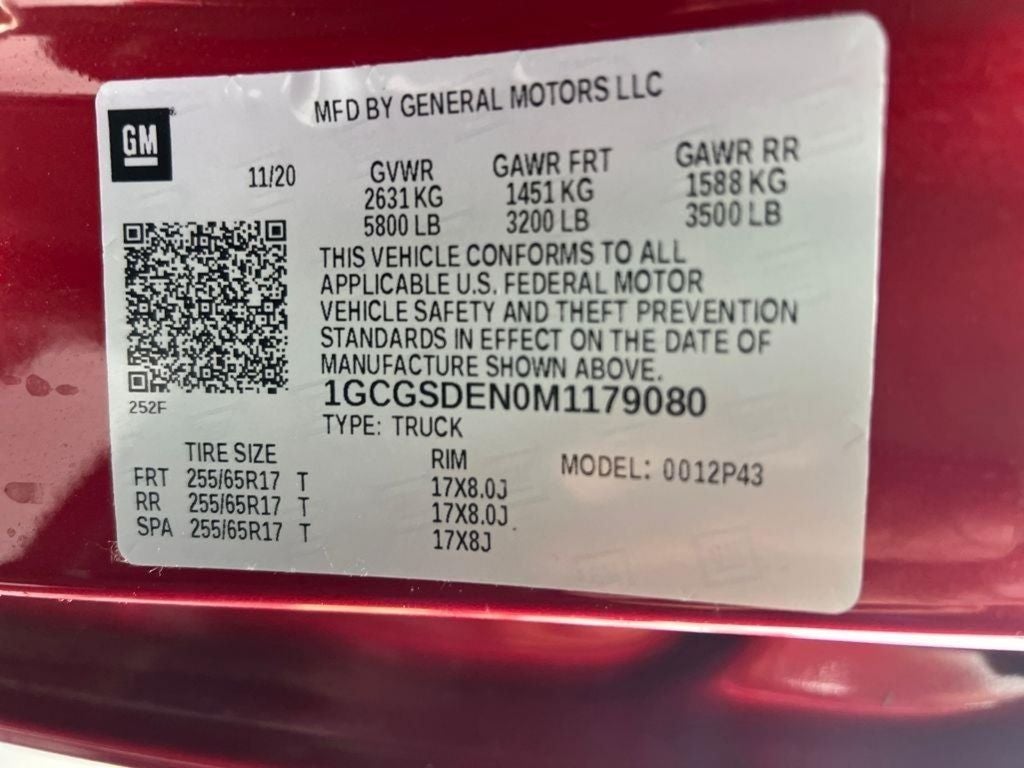 MFD BY GENERAL MOTORS LLC
GM
11/20 GVWR GAWR FRT GAWR RR
2631 KG 1451 KG 1588 KG
5800 LB 3200 LB 3500 LB
THIS VEHICLE CONFORMS TO ALL
APPLICABLE U.S. FEDERAL MOTOR
VEHICLE SAFETY AND THEFT PREVENTION
STANDARDS IN EFFECT ON THE DATE OF
MANUFACTURE SHOWN ABOVE.
252F
1GCGSDEN0M1179080
TYPE: TRUCK
TIRE SIZE RIM MODEL: 0012P43
FRT 255/65R17 T 17X8.0J
RR 255/65R17 T 17X8.0J
SPA 255/65R17 T 17X8J